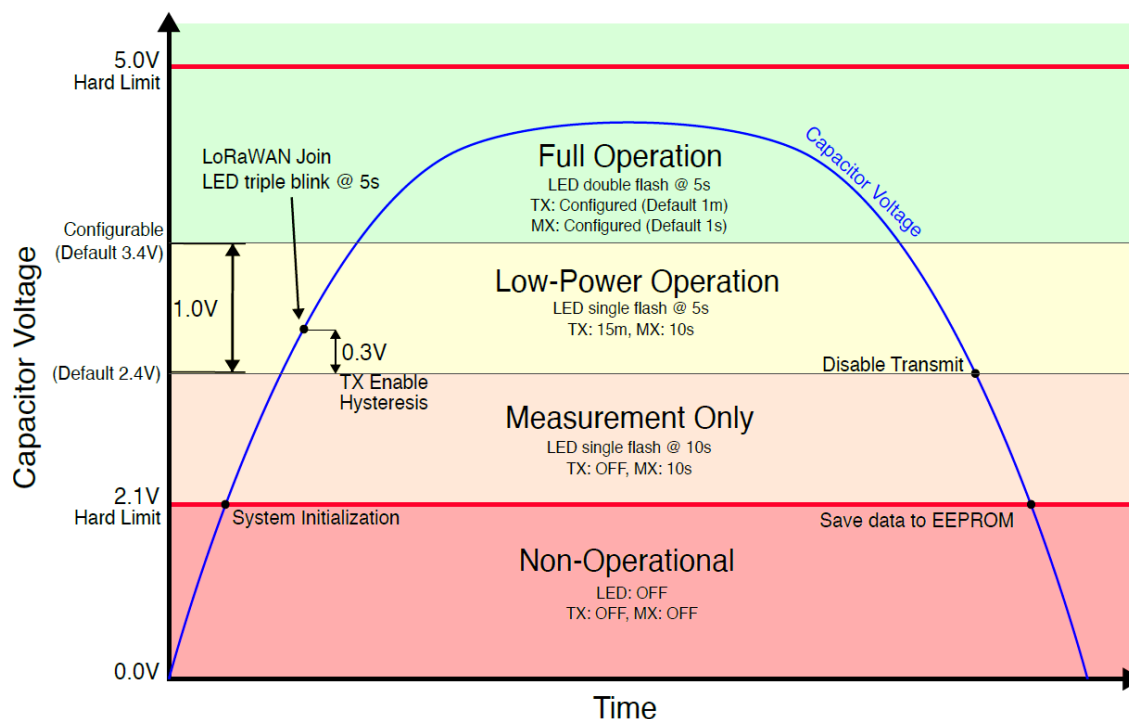 5.0V
Hard Limit
LoRaWAN Join
LED triple blink @ 5s
Full Operation
LED double flash @ 5s
TX: Configured (Default 1m)
MX: Configured (Default 1s)
Capacitor Voltage
Configurable
(Default 3.4V)
1.0V
Low-Power Operation
LED single flash @ 5s
TX: 15m, MX: 10s
0.3V
Disable Transmit
(Default 2.4V)
TX Enable
Hysteresis
Measurement Only
LED single flash @ 10s
TX: OFF, MX: 10s
2.1V
Hard Limit
System Initialization
Save data to EEPROM
Non-Operational
LED: OFF
TX: OFF, MX: OFF
0.0V
Capacitor Voltage
Time